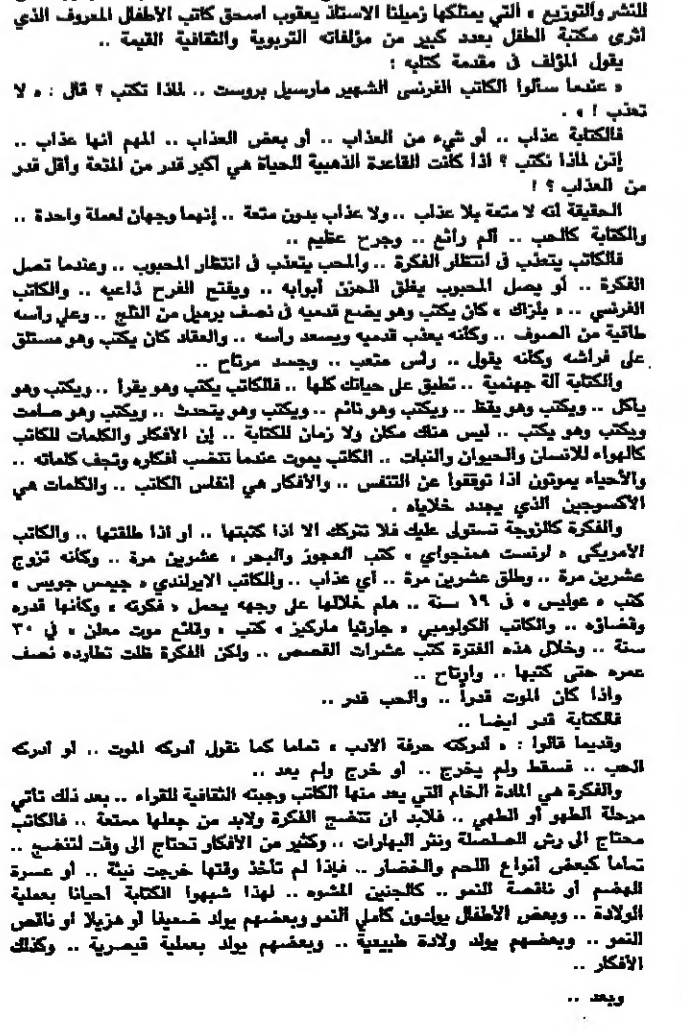 للنشر والتوزيع » التي يمتلكها زميلنا الاستاذ يعقوب اسحق كاتب الأطفال المعروف الذي
اثرى مكتبة الطفل بعدد كبير من مؤلفاته التربوية والثقافية القيمة ..
يقول المؤلف في مقدمة كتابه :
« عندما سألوا الكاتب الفرنسي الشهير مارسيل بروست .. لماذا تكتب ؟ قال : « لا
تعذب ! » .
فالكتابة عذاب .. أو شيء من العذاب .. أو بعض العذاب .. المهم انها عذاب ..
إذن لماذا نكتب ؟ اذا كانت القاعدة الذهبية للحياة هي اكبر قدر من المتعة وأقل قدر
من العذاب ؟ !
الحقيقة انه لا متعة بلا عذاب .. ولا عذاب بدون متعة .. إنهما وجهان لعملة واحدة ..
والكتابة كالحب .. ألم رائع .. وجرح عظيم ..
فالكاتب يتعذب في انتظار الفكرة .. والمحب يتعذب في انتظار المحبوب .. وعندما تصل
الفكرة .. أو يصل المحبوب يغلق الحزن أبوابه .. ويفتح الفرح ذراعيه .. والكاتب
الفرنسي .. « بلزاك » كان يكتب وهو يضع قدميه في نصف برميل من الثلج .. وعلى رأسه
طاقية من الصوف .. وكأنه يعذب قدميه ويسعد رأسه .. والعقاد كان يكتب وهو مستلق
على فراشه وكأنه يقول .. رأس متعب .. وجسد مرتاح ..
والكتابة آلة جهنمية .. تطبق على حياتك كلها .. فالكاتب يكتب وهو يقرأ .. ويكتب وهو
ياكل .. ويكتب وهو يقظ .. ويكتب وهو نائم .. ويكتب وهو يتحدث .. ويكتب وهو صامت
ويكتب وهو يكتب .. ليس هناك مكان ولا زمان للكتابة .. إن الأفكار والكلمات للكاتب
كالهواء للانسان والحيوان والنبات .. الكاتب يموت عندما تنضب افكاره وتجف كلماته ..
والأحياء يموتون اذا توقفوا عن التنفس .. والأفكار هي انفاس الكاتب .. والكلمات هي
الأكسوجين الذي يجدد خلاياه .
والفكرة كالزوجة تستولى عليك فلا تتركك الا اذا كتبتها .. او اذا طلقتها .. والكاتب
الأمريكى « ارنست همنجواي » كتب العجوز والبحر ، عشرين مرة .. وكأنه تزوج
عشرين مرة .. وطلق عشرين مرة .. أي عذاب .. وللكاتب الايرلندي « جيمس جويس »
كتب « عوليس » في ١٩ سنة .. هام خلالها على وجهه يحمل « فكرته » وكأنها قدره
وقضاؤه .. والكاتب الكولومبي « جارثيا ماركيز » كتب « وقائع موت معلن » في ٣٠
سنة .. وخلال هذه الفترة كتب عشرات القصص .. ولكن الفكرة ظلت تطارده نصف
عمره حتى كتبها .. وارتاح ..
واذا كان الموت قدراً .. والحب قدر ..
فالكتابة قدر ايضا ..
وقديما قالوا : « أدركته حرفة الادب » تماما كما نقول أدركه الموت .. لو أدركه
الحب .. فسقط ولم يخرج .. او خرج ولم يعد ..
والفكرة هي المادة الخام التي يعد منها الكاتب وجبته الثقافية للقراء .. بعد ذلك تأتي
مرحلة الطهو أو الطهي .. فلابد ان تنضج الفكرة ولابد من جعلها ممتعة .. فالكاتب
محتاج الى رش الصلصلة ونثر البهارات .. وكثير من الأفكار تحتاج الى وقت لتنضج ..
تماما كبعض أنواع اللحم والخضار .. فإذا لم تأخذ وقتها خرجت نيئة .. أو عسرة
الهضم أو ناقصة النمو .. كالجنين المشوه .. لهذا شبهوا الكتابة أحيانا بعملية
الولادة .. وبعض الأطفال يولدون كاملي النمو وبعضهم يولد ضعيفا أو هزيلا او ناقص
النمو .. وبعضهم يولد ولادة طبيعية .. وبعضهم يولد بعملية قيصرية .. وكذلك
الأفكار ..
وبعد ..